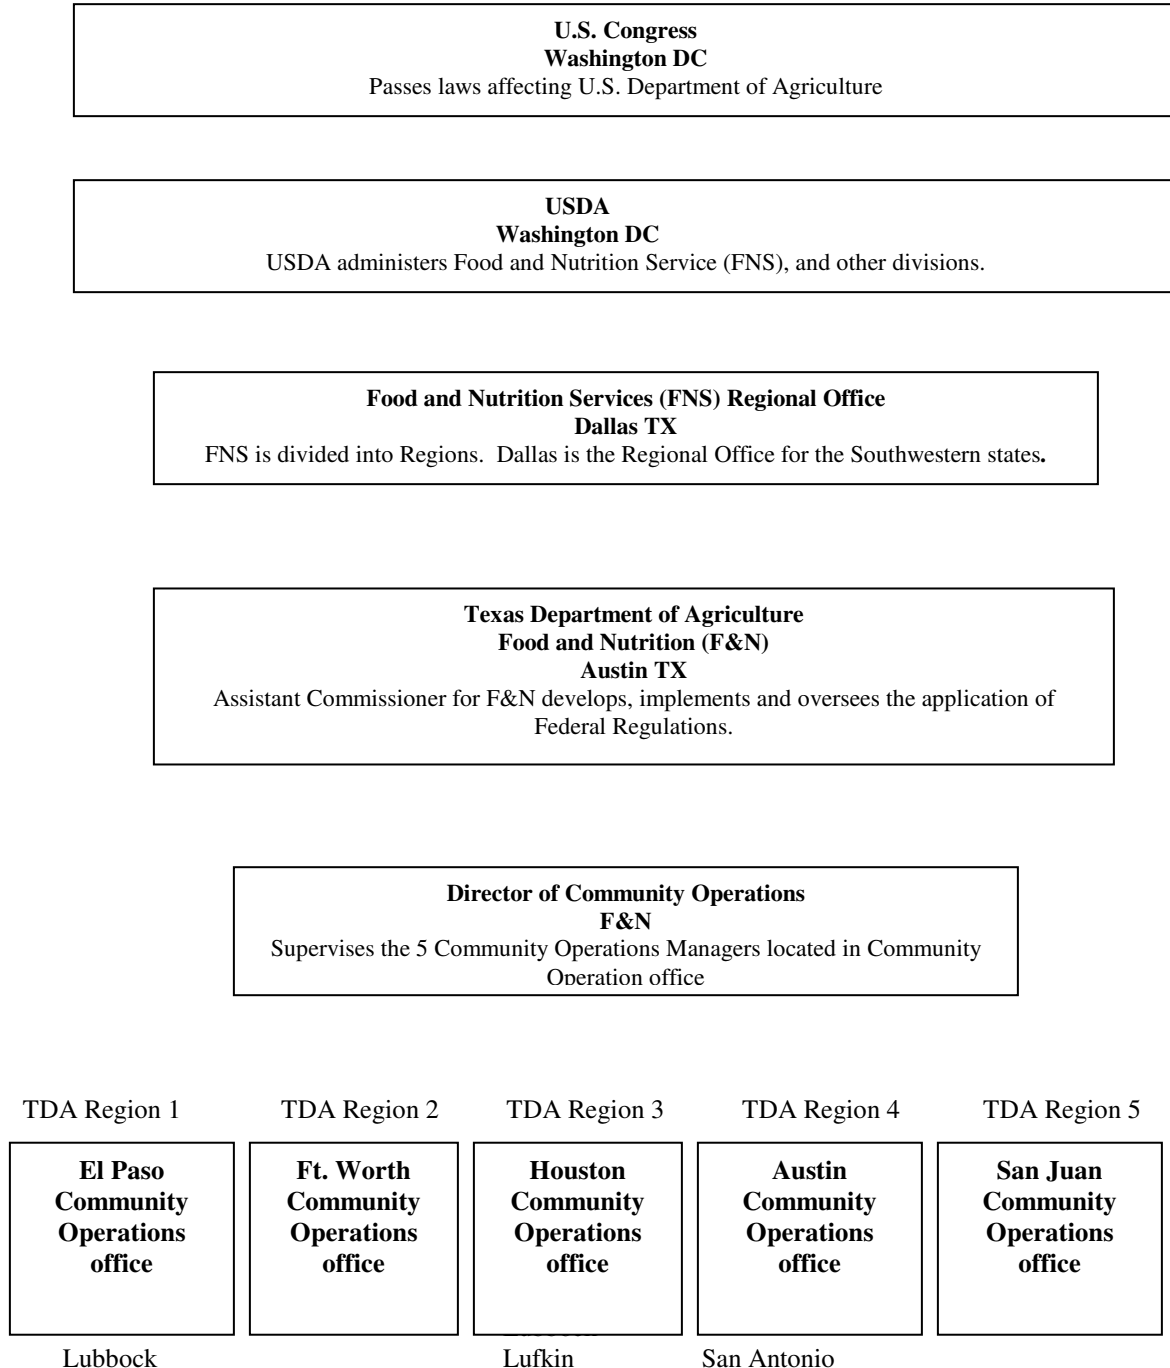 U.S. Congress
Washington DC
Passes laws affecting U.S. Department of Agriculture
USDA
Washington DC
USDA administers Food and Nutrition Service (FNS), and other divisions.
Food and Nutrition Services (FNS) Regional Office
Dallas TX
FNS is divided into Regions.  Dallas is the Regional Office for the Southwestern states.
Texas Department of Agriculture
Food and Nutrition (F&N)
Austin TX
Assistant Commissioner for F&N develops, implements and oversees the application of
Federal Regulations.
Director of Community Operations
F&N
Supervises the 5 Community Operations Managers located in Community
Operation office
TDA Region 1
TDA Region 2
TDA Region 3
TDA Region 4
TDA Region 5
El Paso
Community
Operations
office
Ft. Worth
Community
Operations
office
Houston
Community
Operations
office
Austin
Community
Operations
office
San Juan
Community
Operations
office
Lubbock
Lufkin
San Antonio